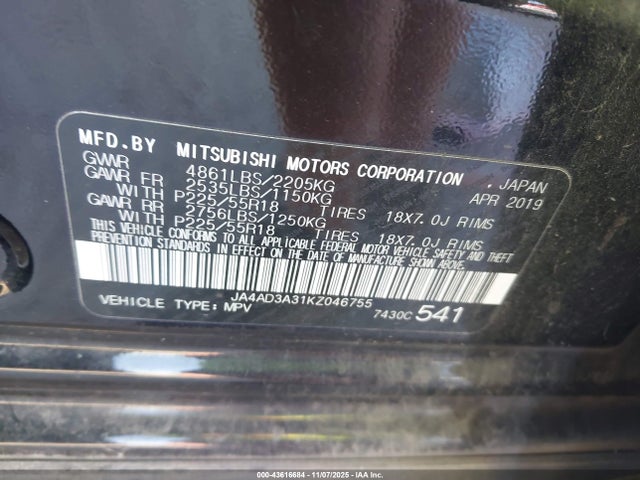 MFD.BY MITSUBISHI MOTORS CORPORATION , JAPAN
GVWR 4861LBS/2205KG APR 2019
GAWR FR 2535LBS/1150KG
WITH P225/55R18 TIRES 18X7.0J RIMS
GAWR RR 2756LBS/1250KG
WITH P225/55R18 TIRES 18X7.0J RIMS
THIS VEHICLE CONFORMS TO ALL APPLICABLE FEDERAL MOTOR VEHICLE SAFETY AND THEFT
PREVENTION STANDARDS IN EFFECT ON THE DATE OF MANUFACTURE SHOWN ABOVE.
JA4AD3A31KZ046755
VEHICLE TYPE: MPV 7430C 541
000-43616684 - 11/07/2025 - IAAI.COM